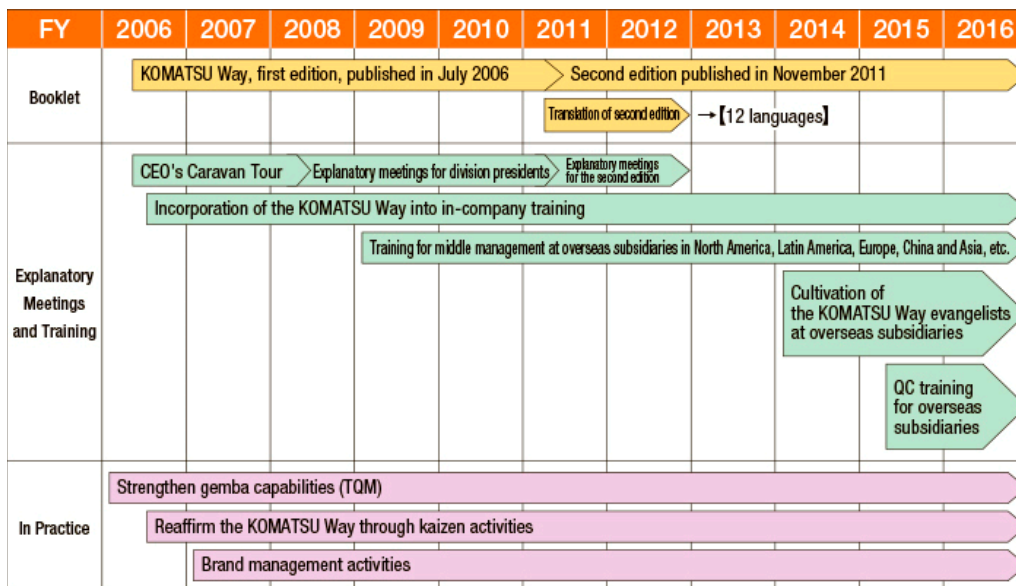 FY 2006 2007 2008 2009 2010 2011 2012 2013 2014 2015 2016
Booklet
KOMATSU Way, first edition, published in July 2006
Second edition published in November 2011
Translation of second edition
→【12 languages】
Explanatory
Meetings
and Training
CEO's Caravan Tour
Explanatory meetings for division presidents
Explanatory meetings
for the second edition
Incorporation of the KOMATSU Way into in-company training
Training for middle management at overseas subsidiaries in North America, Latin America, Europe, China and Asia, etc.
Cultivation of
the KOMATSU Way evangelists
at overseas subsidiaries
QC training
for overseas
subsidiaries
In Practice
Strengthen gemba capabilities (TQM)
Reaffirm the KOMATSU Way through kaizen activities
Brand management activities